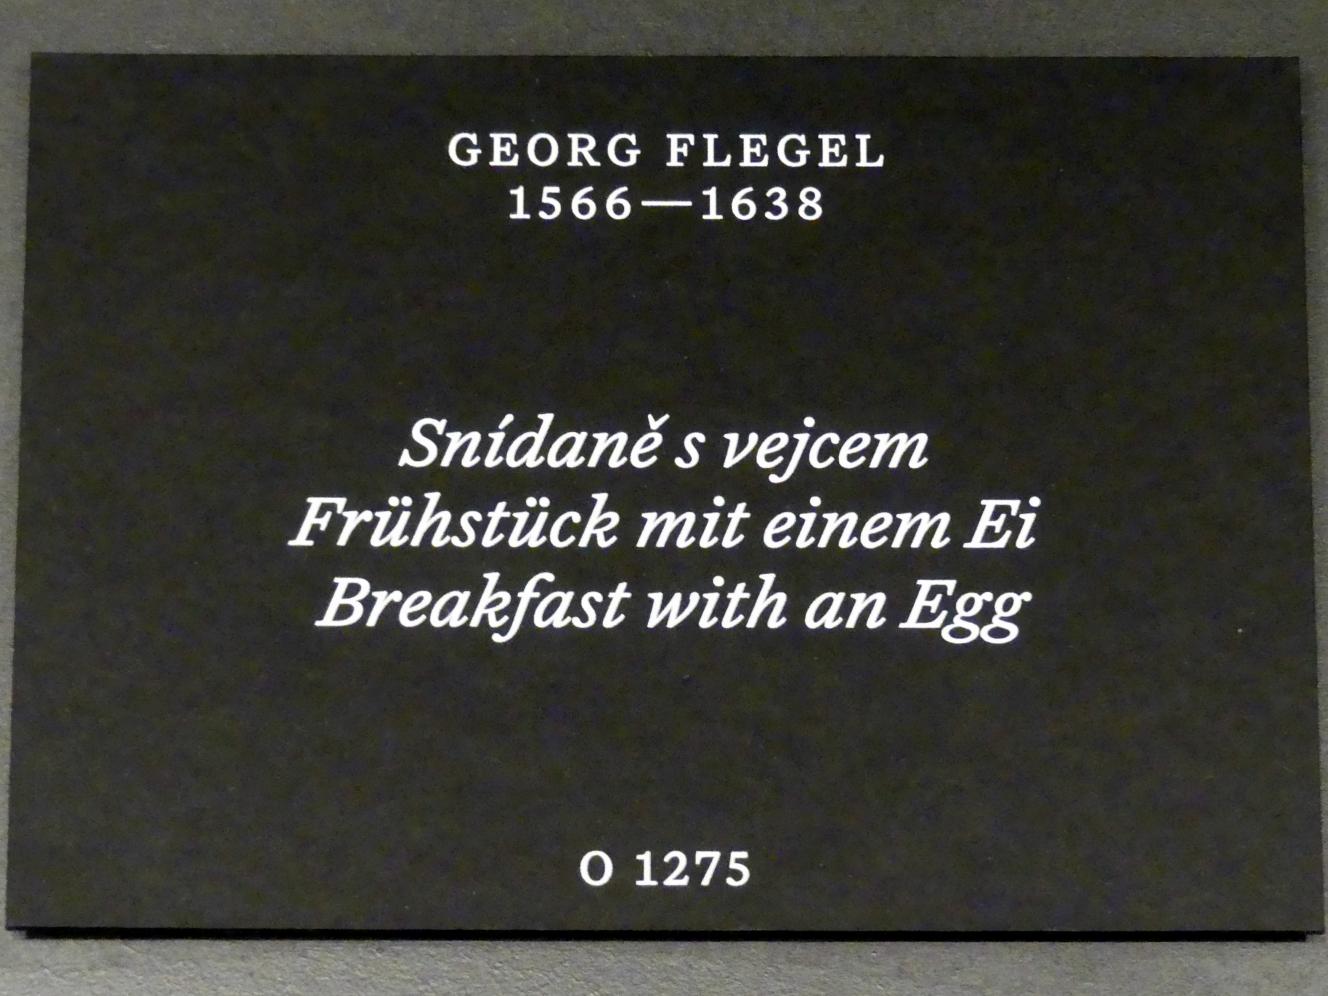 GEORG FLEGEL
1566—1638
Snídaně s vejcem
Frühstück mit einem Ei
Breakfast with an Egg
O 1275